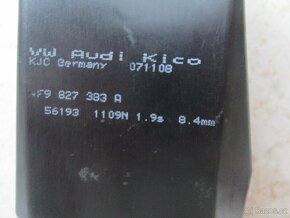 VW Audi Kico
KJC Germany 071108
4F9 827 383 A
56193 1109N 1.9s 8.4mm